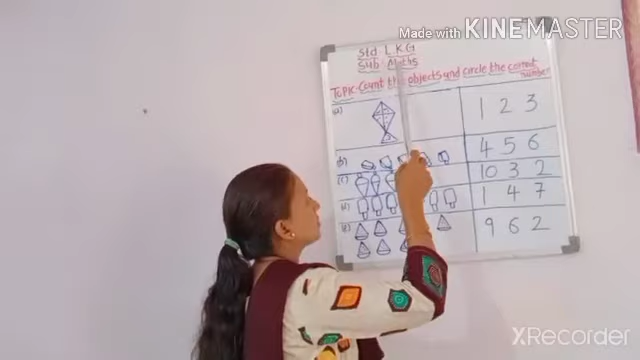 Made with KINEMASTER
Std L K G
Sub Maths
Topic-Count the objects and circle the correct number
(a) 1 2 3
(b) 4 5 6
(c) 10 3 2
(d) 1 4 7
(e) 9 6 2
XRecorder